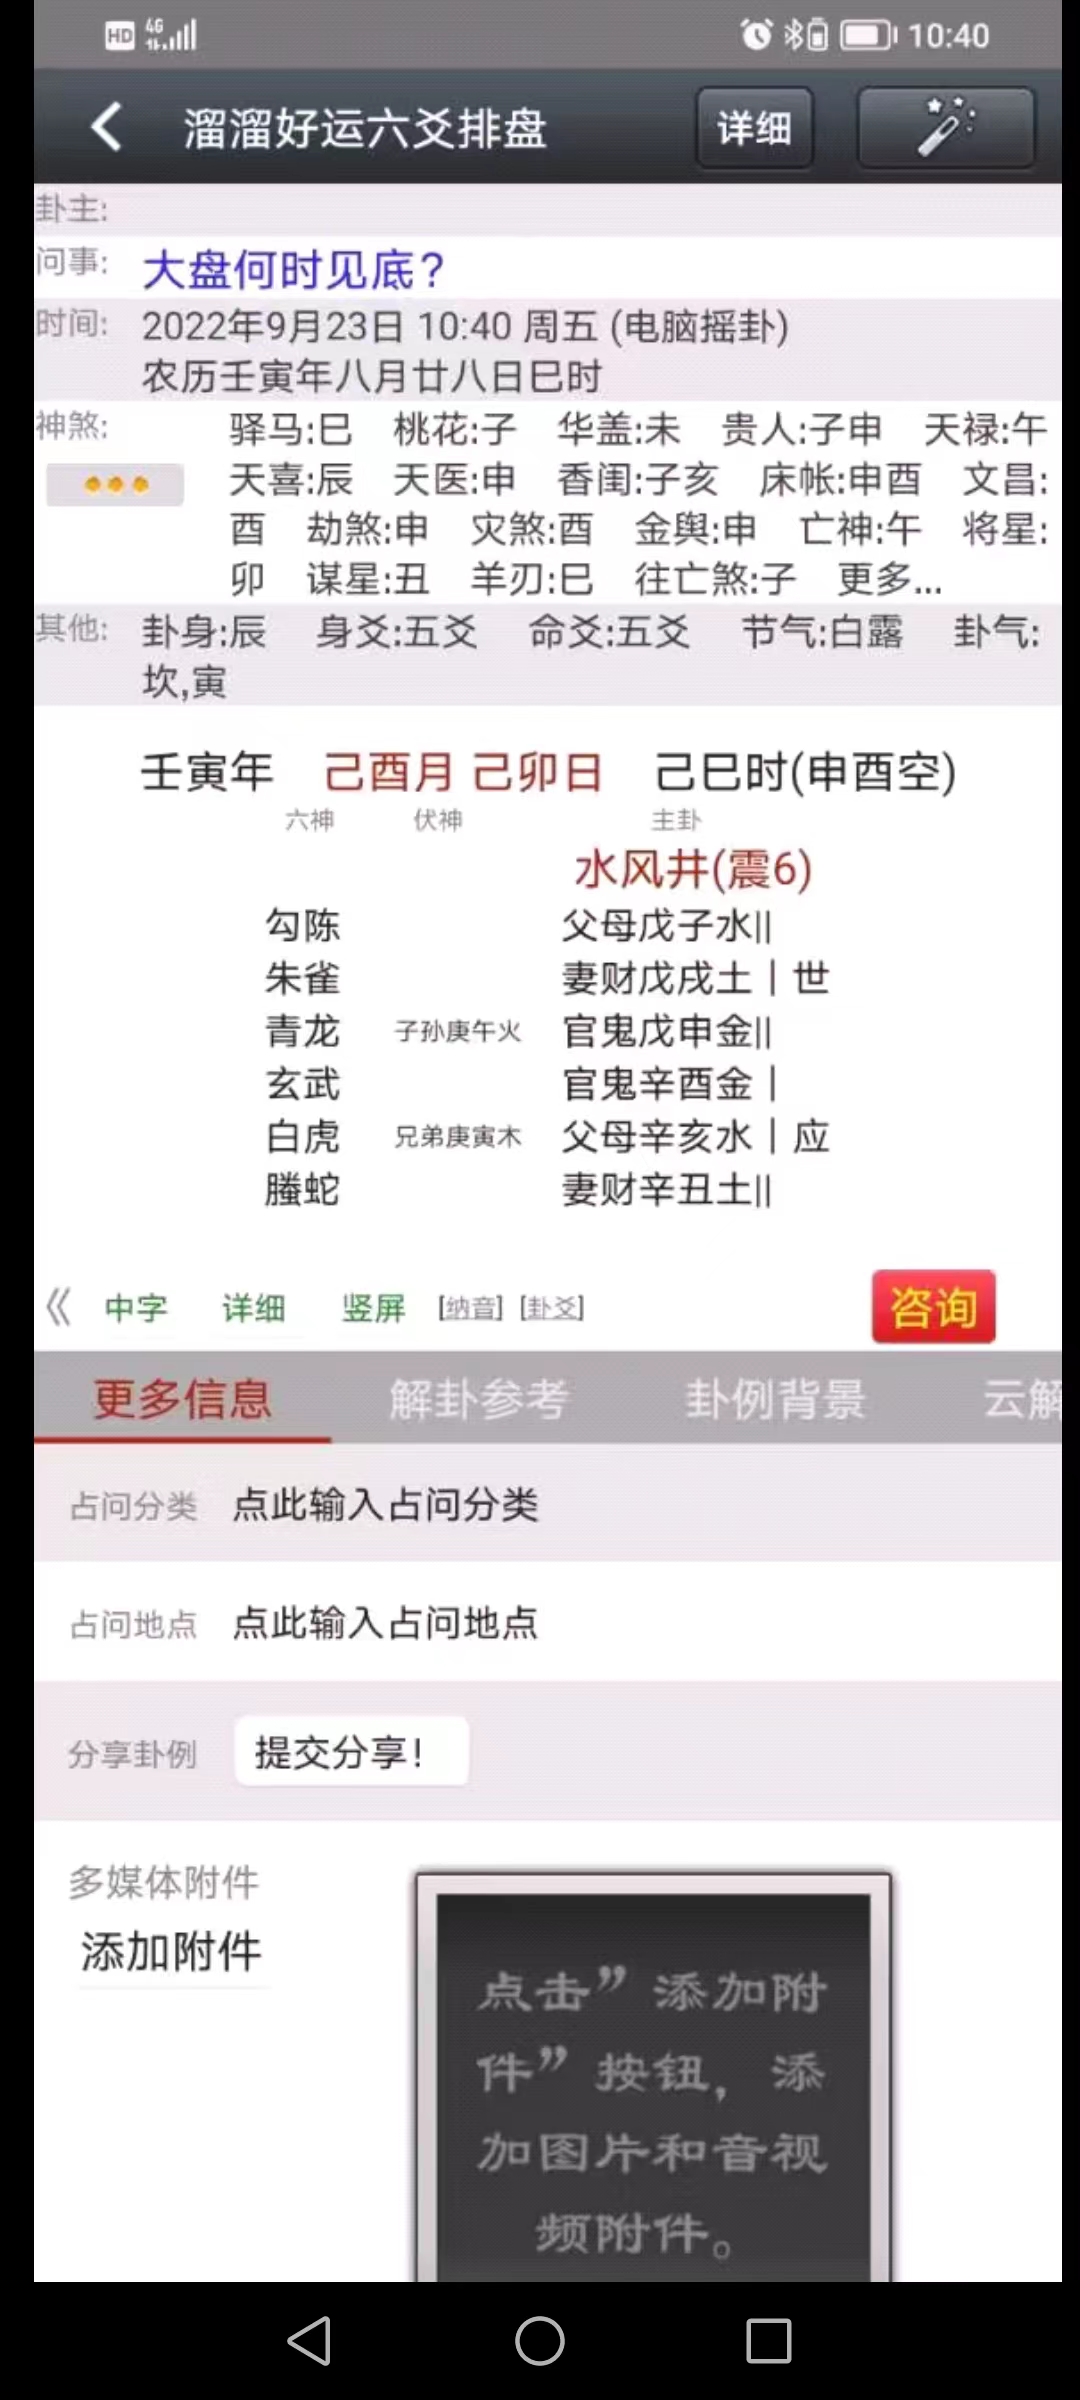 HD 4G 10:40
溜溜好运六爻排盘 详细
卦主:
问事: 大盘何时见底?
时间: 2022年9月23日 10:40 周五 (电脑摇卦)
农历壬寅年八月廿八日巳时
神煞: 驿马:巳 桃花:子 华盖:未 贵人:子申 天禄:午
天喜:辰 天医:申 香闺:子亥 床帐:申酉 文昌:
酉 劫煞:申 灾煞:酉 金舆:申 亡神:午 将星:
卯 谋星:丑 羊刃:巳 往亡煞:子 更多...
其他: 卦身:辰 身爻:五爻 命爻:五爻 节气:白露 卦气:
坎,寅
壬寅年 己酉月 己卯日 己巳时(申酉空)
六神 伏神 主卦
水风井(震6)
勾陈 父母戊子水||
朱雀 妻财戊戌土 | 世
青龙 子孙庚午火 官鬼戊申金||
玄武 官鬼辛酉金 |
白虎 兄弟庚寅木 父母辛亥水 | 应
螣蛇 妻财辛丑土||
《 中字 详细 竖屏 [纳音] [卦爻] 咨询
更多信息 解卦参考 卦例背景 云解
占问分类 点此输入占问分类
占问地点 点此输入占问地点
分享卦例 提交分享!
多媒体附件
添加附件
点击”添加附
件”按钮，添
加图片和音视
频附件。